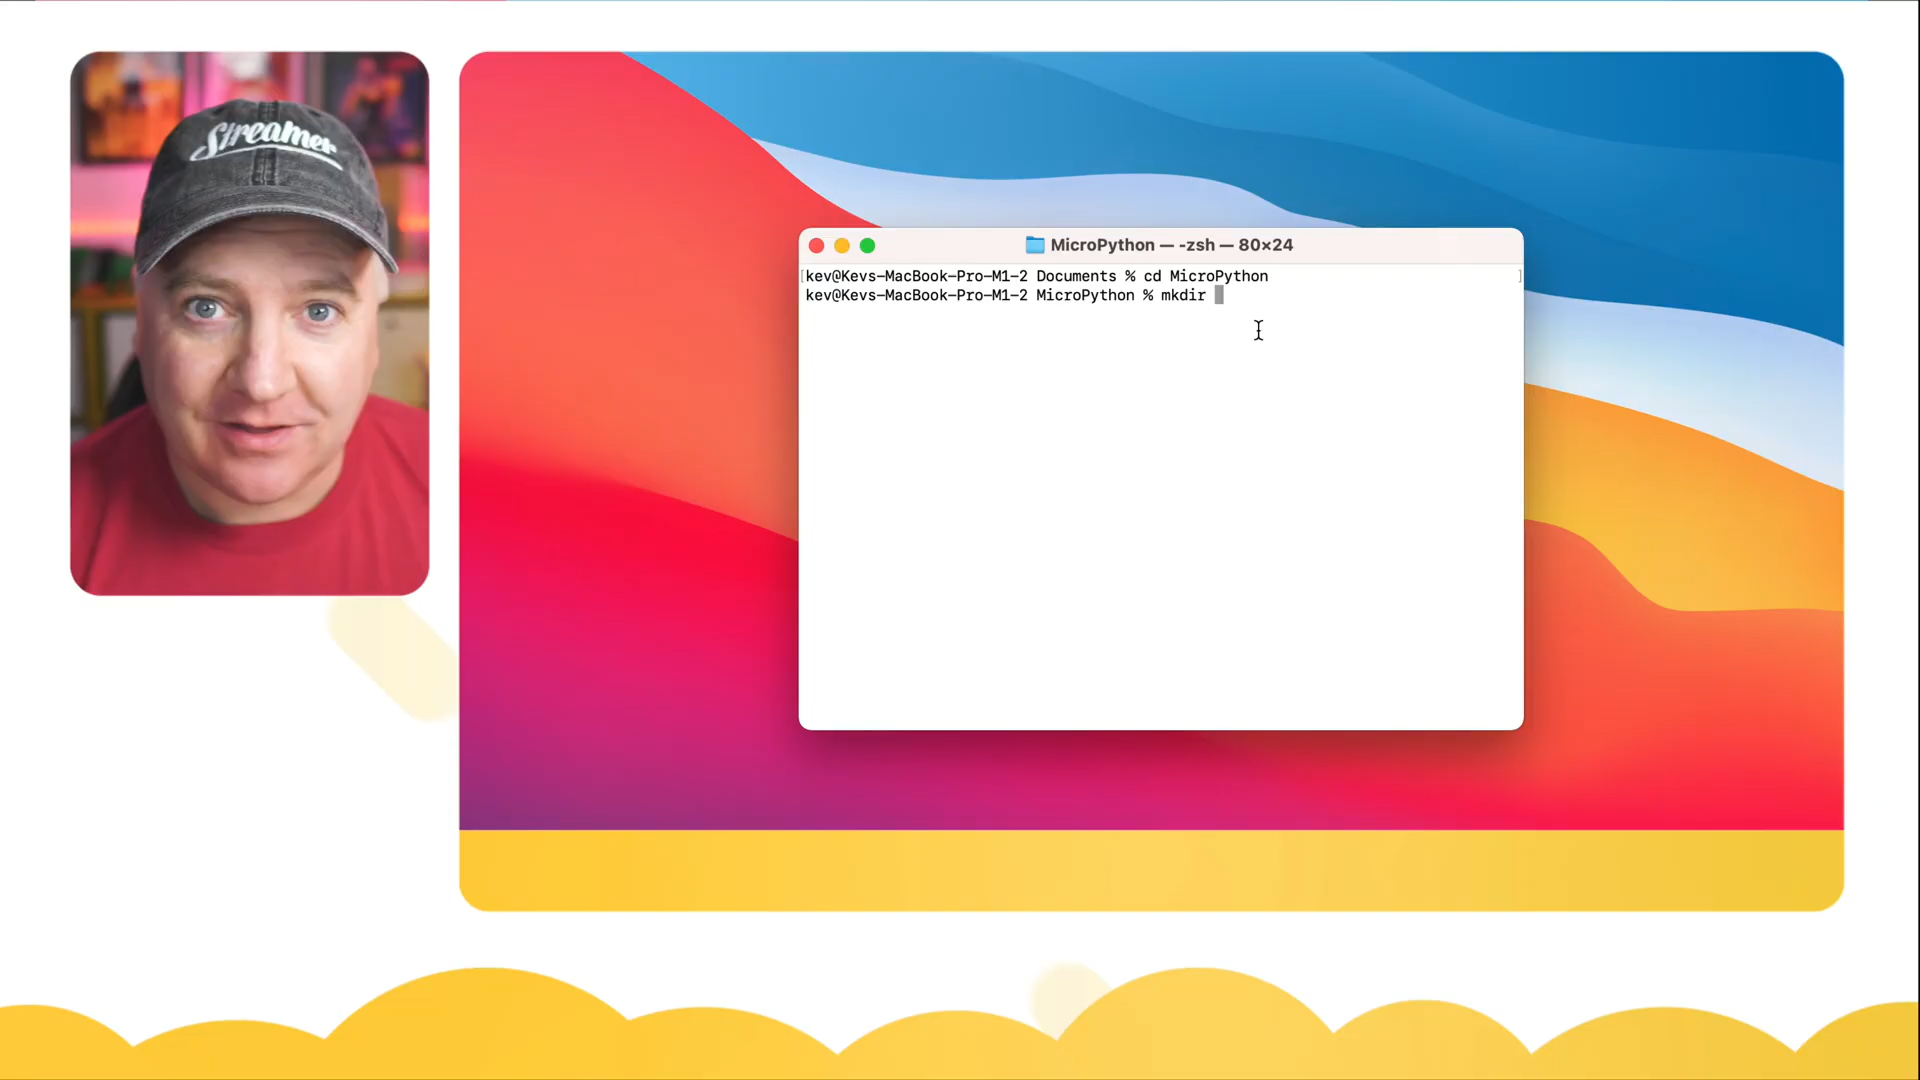 Streamer
MicroPython — -zsh — 80×24
kev@Kevs-MacBook-Pro-M1-2 Documents % cd MicroPython
kev@Kevs-MacBook-Pro-M1-2 MicroPython % mkdir